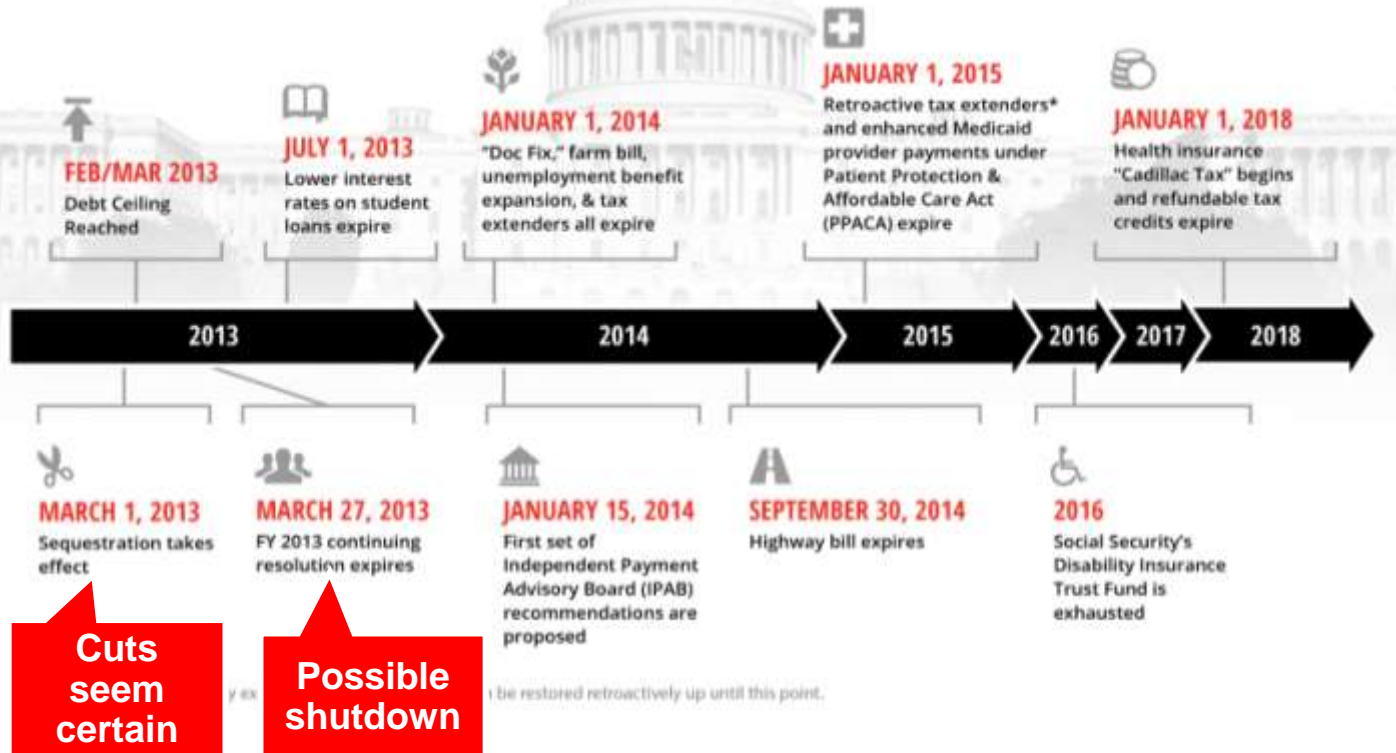 FEB/MAR 2013
Debt Ceiling
Reached
JULY 1, 2013
Lower interest
rates on student
loans expire
JANUARY 1, 2014
"Doc Fix," farm bill,
unemployment benefit
expansion, & tax
extenders all expire
JANUARY 1, 2015
Retroactive tax extenders*
and enhanced Medicaid
provider payments under
Patient Protection &
Affordable Care Act
(PPACA) expire
JANUARY 1, 2018
Health insurance
"Cadillac Tax" begins
and refundable tax
credits expire
2013 2014 2015 2016 2017 2018
MARCH 1, 2013
Sequestration takes
effect
MARCH 27, 2013
FY 2013 continuing
resolution expires
JANUARY 15, 2014
First set of
Independent Payment
Advisory Board (IPAB)
recommendations are
proposed
SEPTEMBER 30, 2014
Highway bill expires
2016
Social Security's
Disability Insurance
Trust Fund is
exhausted
Cuts
seem
certain
Possible
shutdown
be restored retroactively up until this point.